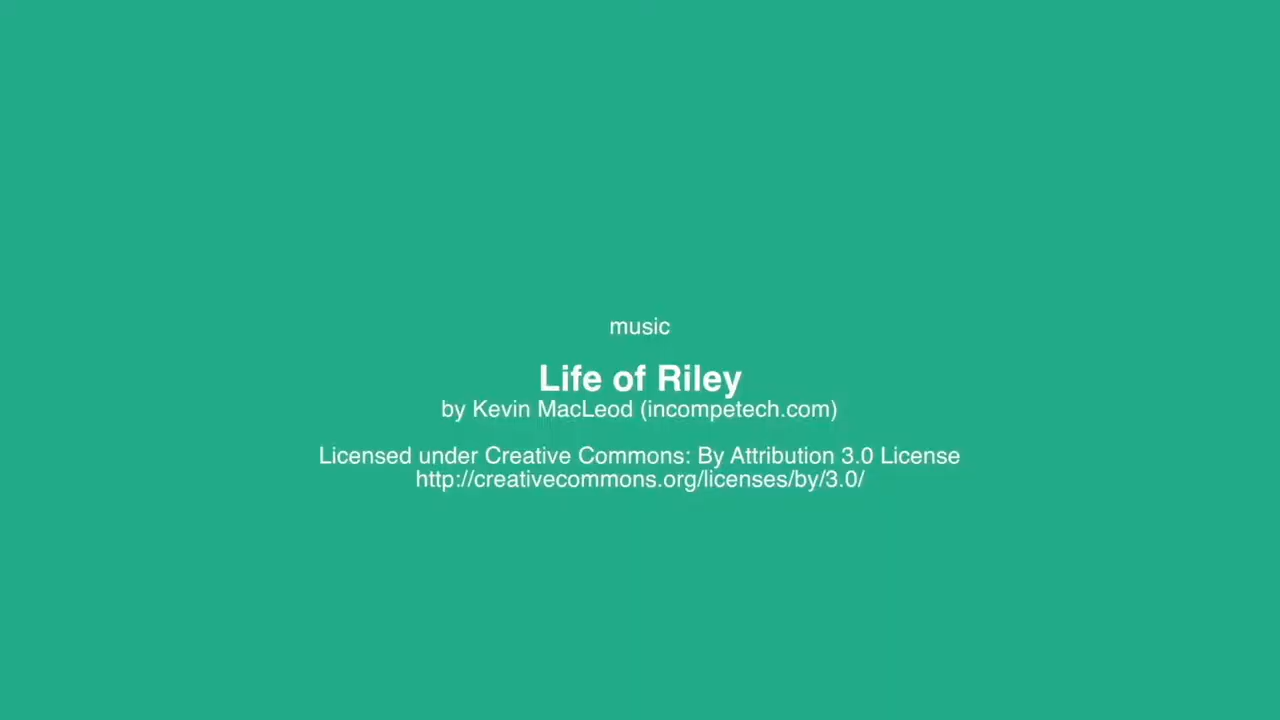 music
Life of Riley
by Kevin MacLeod (incompetech.com)
Licensed under Creative Commons: By Attribution 3.0 License
http://creativecommons.org/licenses/by/3.0/